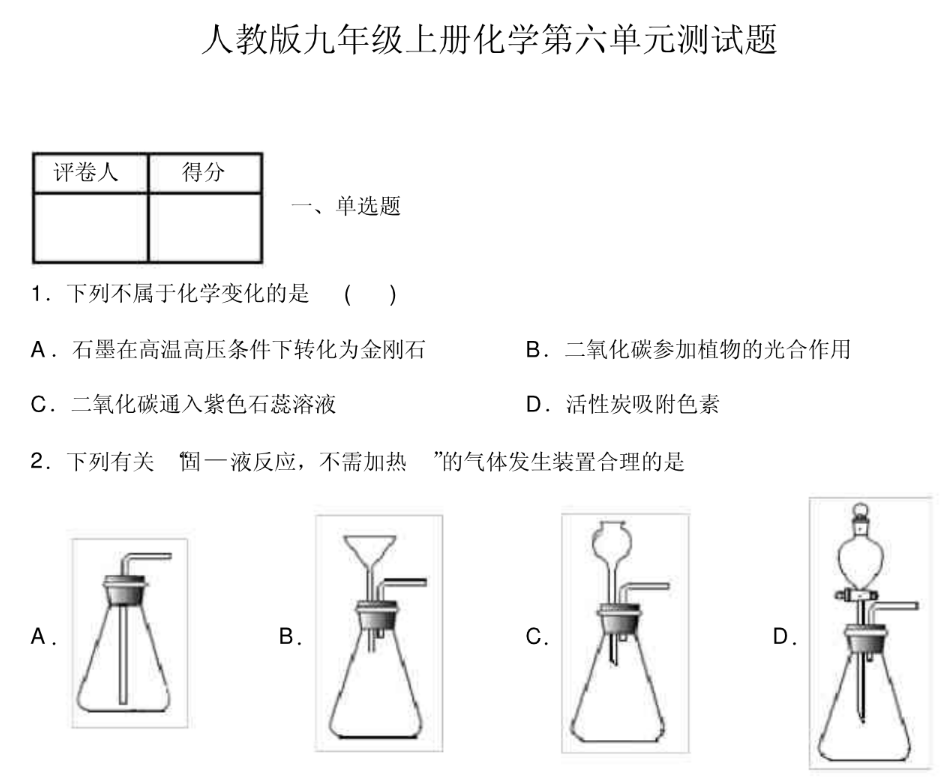 人教版九年级上册化学第六单元测试题
评卷人 得分
一、单选题
1．下列不属于化学变化的是 ( )
A．石墨在高温高压条件下转化为金刚石 B．二氧化碳参加植物的光合作用
C．二氧化碳通入紫色石蕊溶液 D．活性炭吸附色素
2．下列有关“固—液反应，不需加热”的气体发生装置合理的是
A． B． C． D．